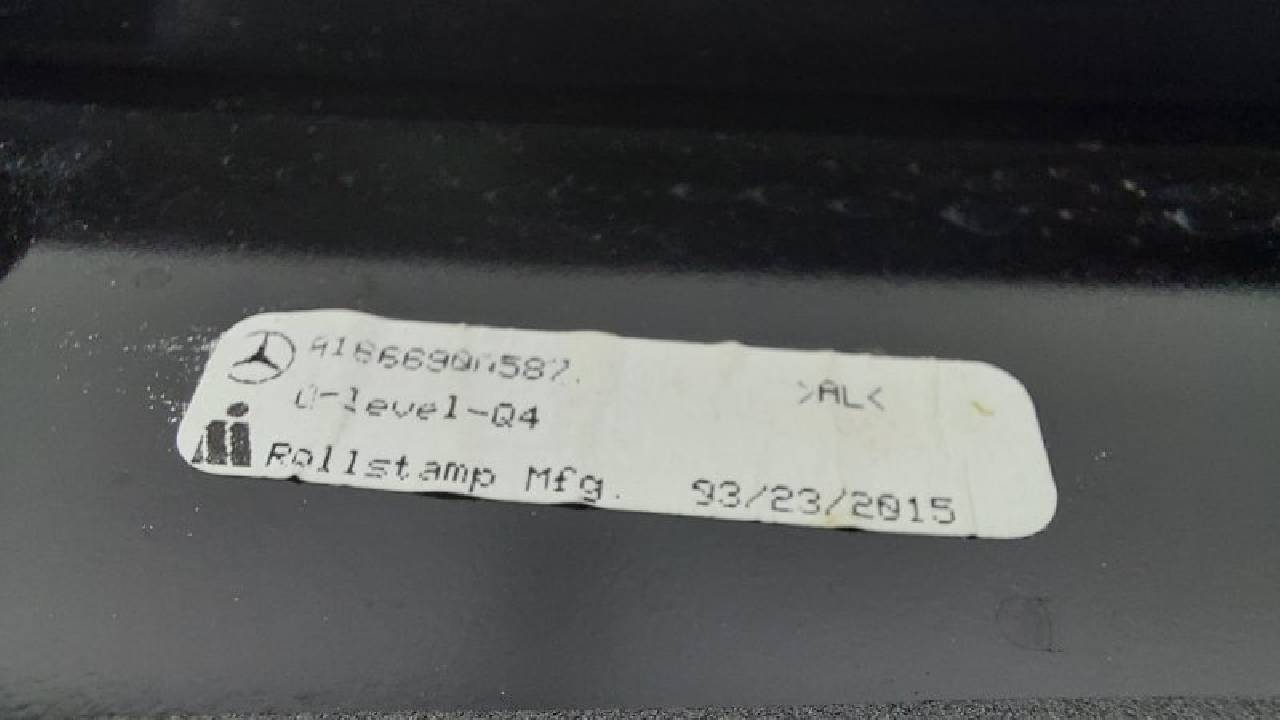 A1666900587
>AL<
Q-level-Q4
Rollstamp Mfg. 03/23/2015